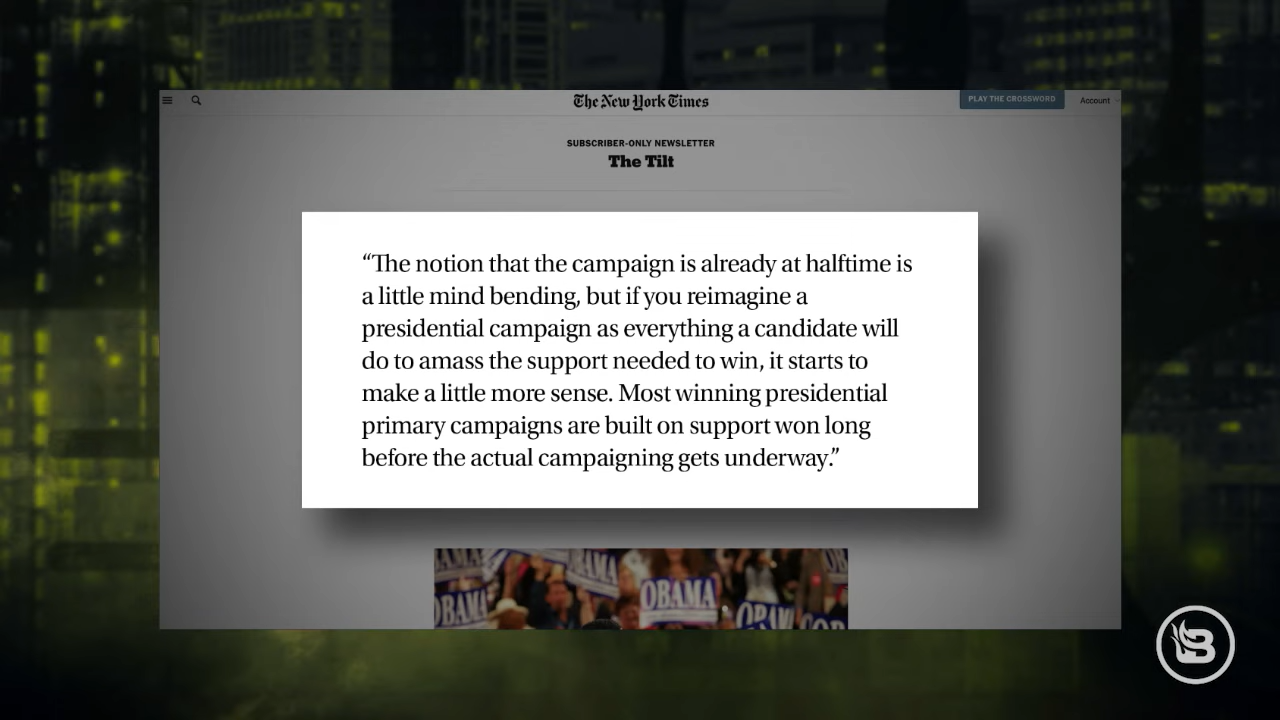 The New York Times
PLAY THE CROSSWORD
Account
SUBSCRIBER-ONLY NEWSLETTER
The Tilt
“The notion that the campaign is already at halftime is
a little mind bending, but if you reimagine a
presidential campaign as everything a candidate will
do to amass the support needed to win, it starts to
make a little more sense. Most winning presidential
primary campaigns are built on support won long
before the actual campaigning gets underway.”
OBAMA
OBAMA
B